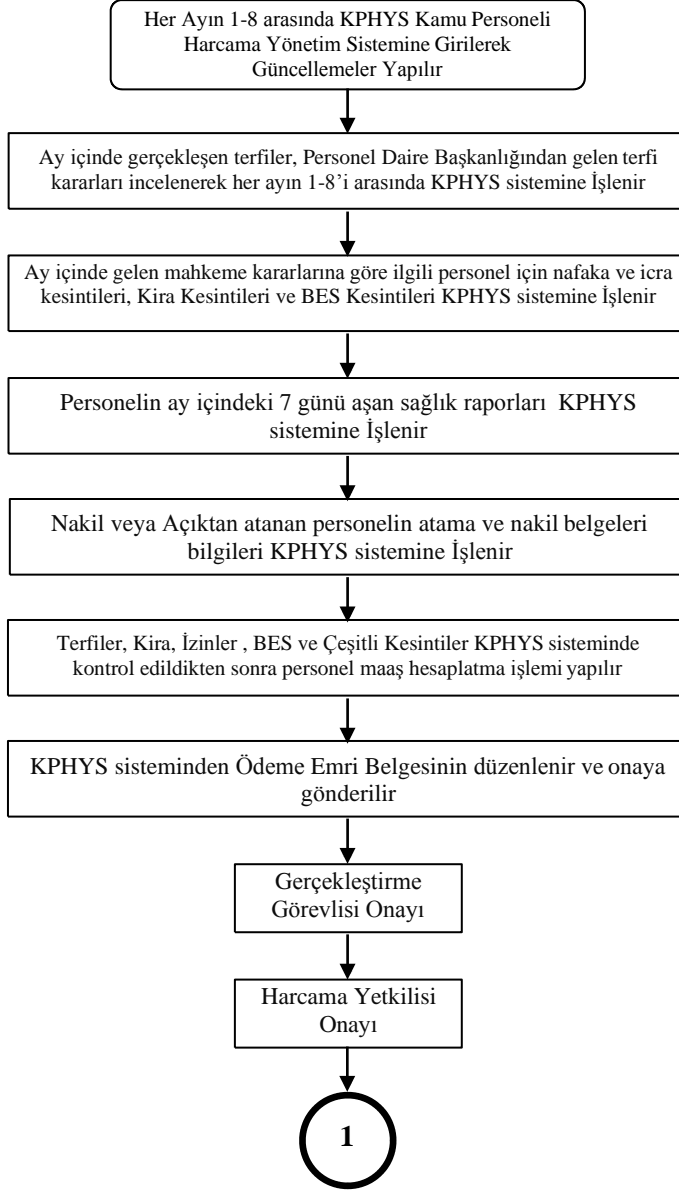 Her Ayın 1-8 arasında KPHYS Kamu Personeli
Harcama Yönetim Sistemine Girilerek
Güncellemeler Yapılır
Ay içinde gerçekleşen terfiler, Personel Daire Başkanlığından gelen terfi
kararları incelenerek her ayın 1-8’i arasında KPHYS sistemine İşlenir
Ay içinde gelen mahkeme kararlarına göre ilgili personel için nafaka ve icra
kesintileri, Kira Kesintileri ve BES Kesintileri KPHYS sistemine İşlenir
Personelin ay içindeki 7 günü aşan sağlık raporları KPHYS
sistemine İşlenir
Nakil veya Açıktan atanan personelin atama ve nakil belgeleri
bilgileri KPHYS sistemine İşlenir
Terfiler, Kira, İzinler , BES ve Çeşitli Kesintiler KPHYS sisteminde
kontrol edildikten sonra personel maaş hesaplatma işlemi yapılır
KPHYS sisteminden Ödeme Emri Belgesinin düzenlenir ve onaya
gönderilir
Gerçekleştirme
Görevlisi Onayı
Harcama Yetkilisi
Onayı
1